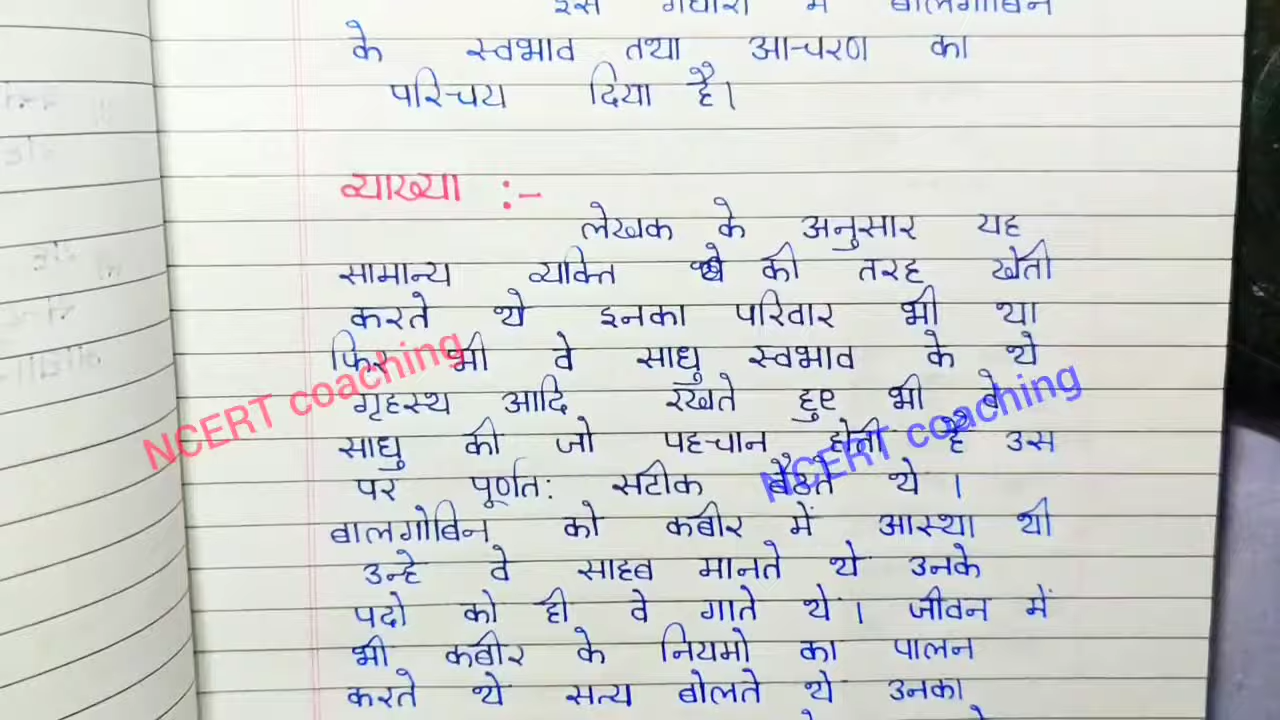 इस गद्यांश में बालगोबिन
के स्वभाव तथा आचरण का
परिचय दिया है।
व्याख्या :-
लेखक के अनुसार यह
सामान्य व्यक्ति की तरह खेती
करते थे इनका परिवार भी था
फिर भी वे साधु स्वभाव के थे
गृहस्थ आदि रखते हुए भी वे
साधु की जो पहचान होती है उस
पर पूर्णत: सटीक बैठते थे ।
बालगोबिन को कबीर में आस्था थी
उन्हे वे साहब मानते थे उनके
पदो को ही वे गाते थे । जीवन में
भी कबीर के नियमो का पालन
करते थे सत्य बोलते थे उनका
NCERT coaching
NCERT coaching